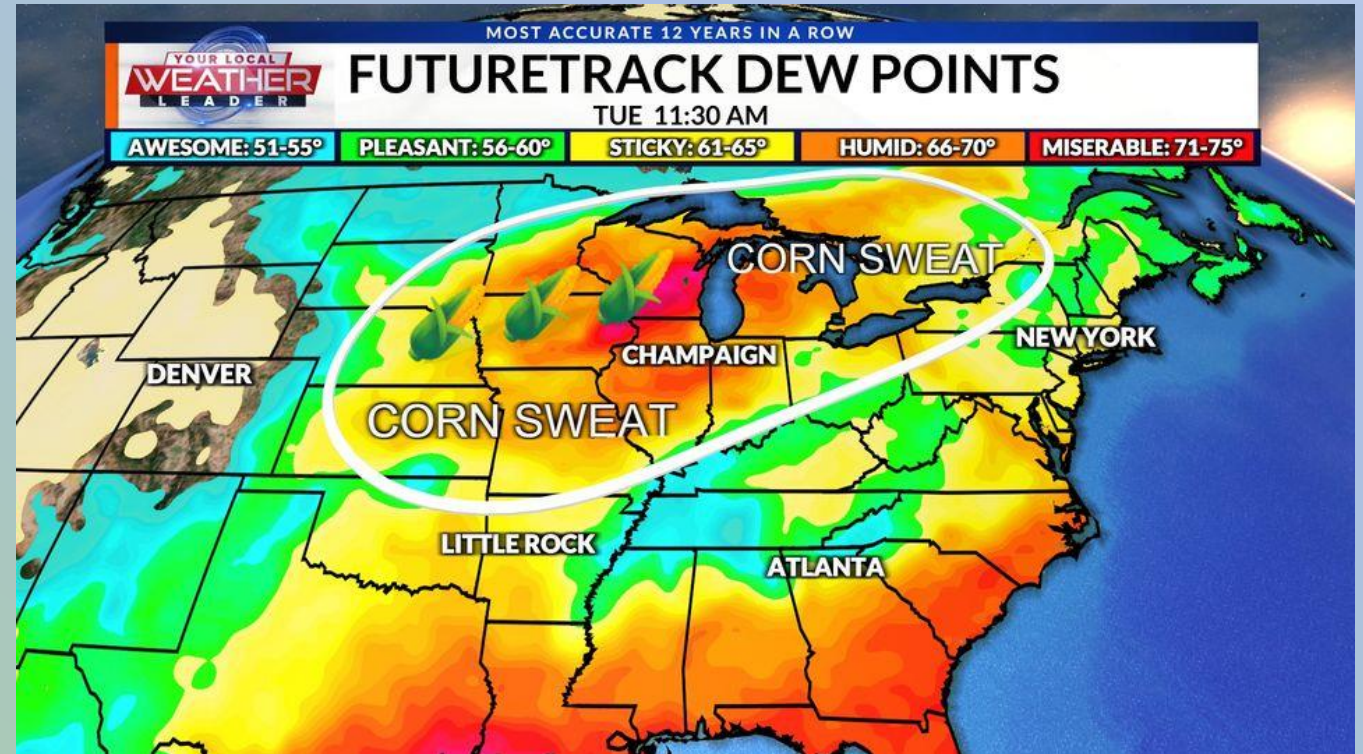 MOST ACCURATE 12 YEARS IN A ROW
YOUR LOCAL
WEATHER
LEADER
FUTURETRACK DEW POINTS
TUE 11:30 AM
AWESOME: 51-55° PLEASANT: 56-60° STICKY: 61-65° HUMID: 66-70° MISERABLE: 71-75°
CORN SWEAT
NEW YORK
CHAMPAIGN
DENVER
CORN SWEAT
LITTLE ROCK
ATLANTA